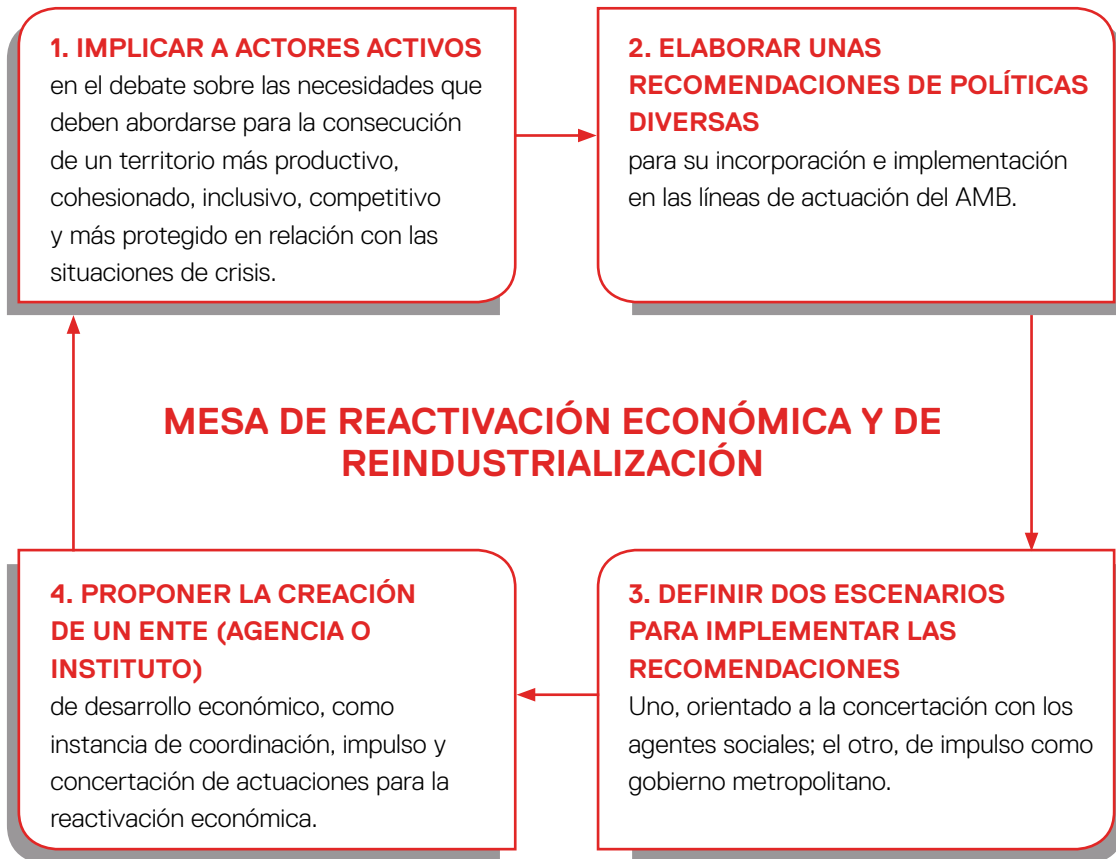 1. IMPLICAR A ACTORES ACTIVOS
en el debate sobre las necesidades que
deben abordarse para la consecución
de un territorio más productivo,
cohesionado, inclusivo, competitivo
y más protegido en relación con las
situaciones de crisis.
2. ELABORAR UNAS
RECOMENDACIONES DE POLÍTICAS
DIVERSAS
para su incorporación e implementación
en las líneas de actuación del AMB.
MESA DE REACTIVACIÓN ECONÓMICA Y DE
REINDUSTRIALIZACIÓN
3. DEFINIR DOS ESCENARIOS
PARA IMPLEMENTAR LAS
RECOMENDACIONES
Uno, orientado a la concertación con los
agentes sociales; el otro, de impulso como
gobierno metropolitano.
4. PROPONER LA CREACIÓN
DE UN ENTE (AGENCIA O
INSTITUTO)
de desarrollo económico, como
instancia de coordinación, impulso y
concertación de actuaciones para la
reactivación económica.